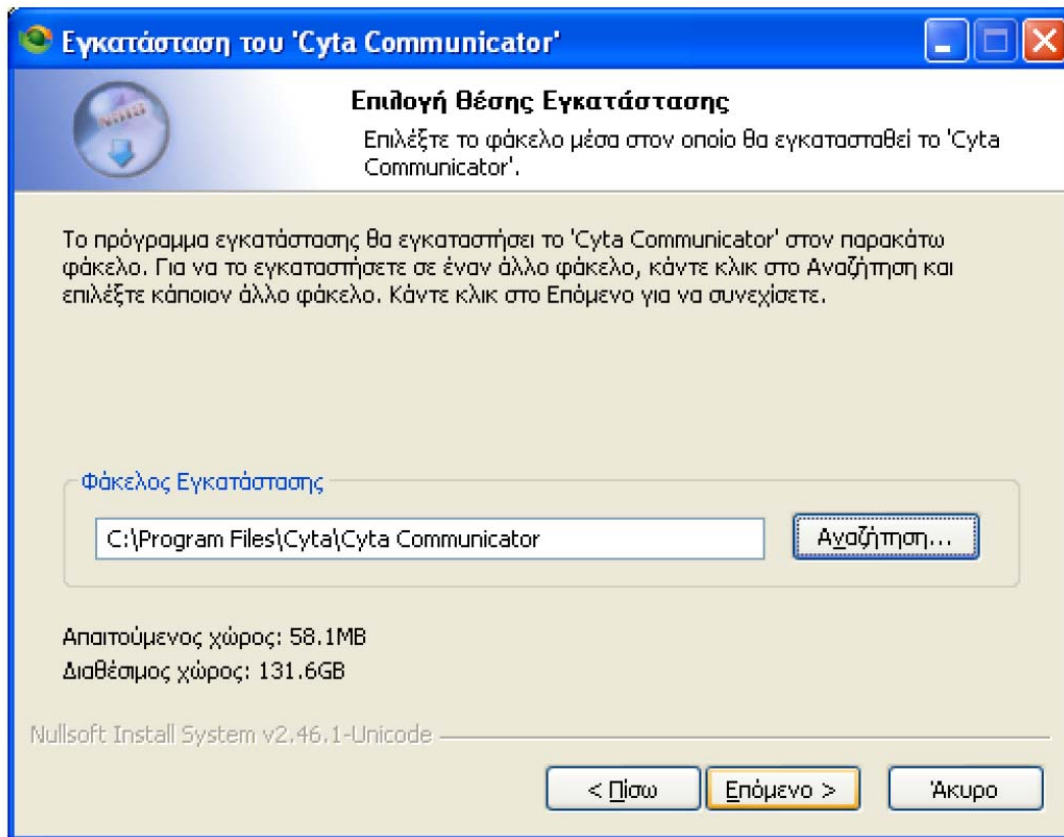 Εγκατάσταση του 'Cyta Communicator'
Επιλογή Θέσης Εγκατάστασης
Επιλέξτε το φάκελο μέσα στον οποίο θα εγκατασταθεί το 'Cyta
Communicator'.
Το πρόγραμμα εγκατάστασης θα εγκαταστήσει το 'Cyta Communicator' στον παρακάτω
φάκελο. Για να το εγκαταστήσετε σε έναν άλλο φάκελο, κάντε κλικ στο Αναζήτηση και
επιλέξτε κάποιον άλλο φάκελο. Κάντε κλικ στο Επόμενο για να συνεχίσετε.
Φάκελος Εγκατάστασης
C:\Program Files\Cyta\Cyta Communicator
Αναζήτηση...
Απαιτούμενος χώρος: 58.1MB
Διαθέσιμος χώρος: 131.6GB
Nullsoft Install System v2.46.1-Unicode
< Πίσω
Επόμενο >
Άκυρο